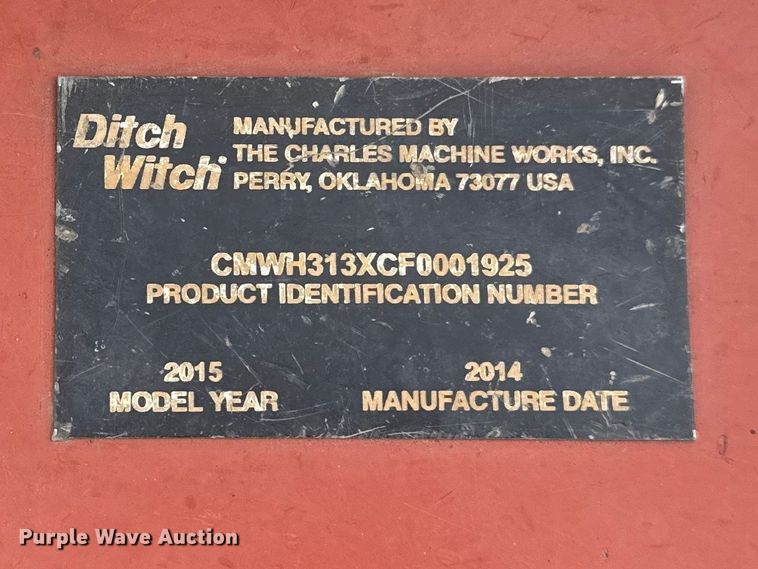 Ditch Witch
MANUFACTURED BY
THE CHARLES MACHINE WORKS, INC.
PERRY, OKLAHOMA 73077 USA
CMWH313XCF0001925
PRODUCT IDENTIFICATION NUMBER
2015
MODEL YEAR
2014
MANUFACTURE DATE
Purple Wave Auction